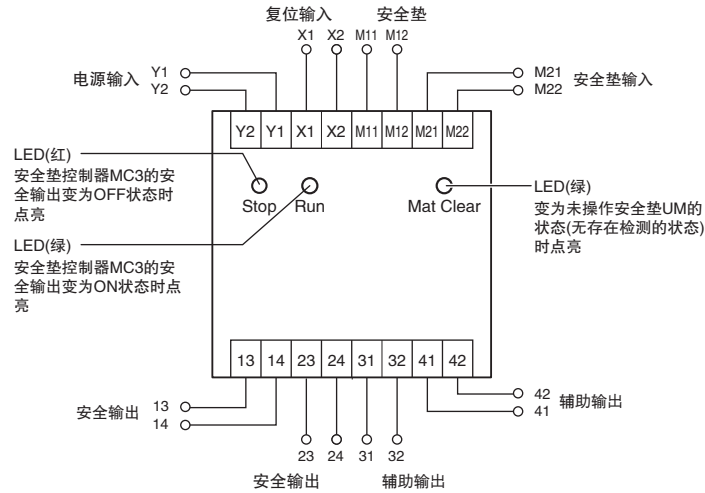 复位输入 安全垫
X1 X2 M11 M12
电源输入 Y1
Y2
M21 安全垫输入
M22
Y2 Y1 X1 X2 M11 M12 M21 M22
LED(红)
安全垫控制器MC3的安
全输出变为OFF状态时
点亮
Stop Run Mat Clear
LED(绿)
变为未操作安全垫UM的
状态(无存在检测的状态)
时点亮
LED(绿)
安全垫控制器MC3的安
全输出变为ON状态时点
亮
13 14 23 24 31 32 41 42
安全输出 13
14
42 辅助输出
41
23 24 31 32
安全输出 辅助输出